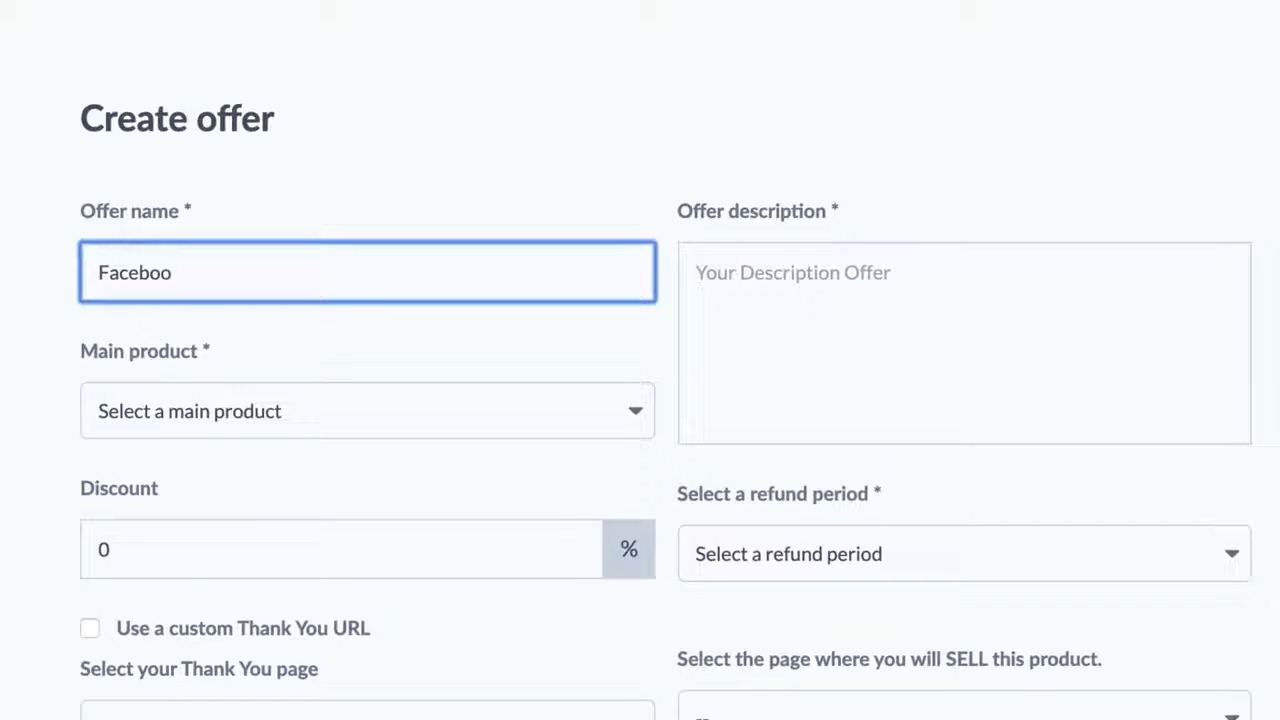 Create offer
Offer name *
Faceboo
Main product *
Select a main product
Discount
0
%
Use a custom Thank You URL
Select your Thank You page
Offer description *
Your Description Offer
Select a refund period *
Select a refund period
Select the page where you will SELL this product.